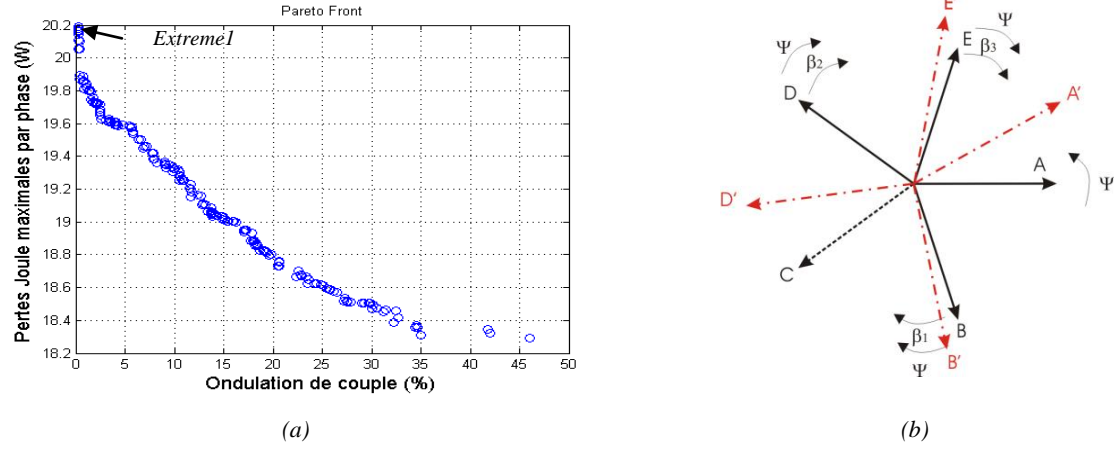 Pareto Front
Extreme1
Pertes Joule maximales par phase (W)
20.2
20
19.8
19.6
19.4
19.2
19
18.8
18.6
18.4
18.2
0 5 10 15 20 25 30 35 40 45 50
Ondulation de couple (%)
(a)
E'
E
Ψ
β3
Ψ
β2
D
A'
A
Ψ
D'
C
β1
B
Ψ
B'
(b)